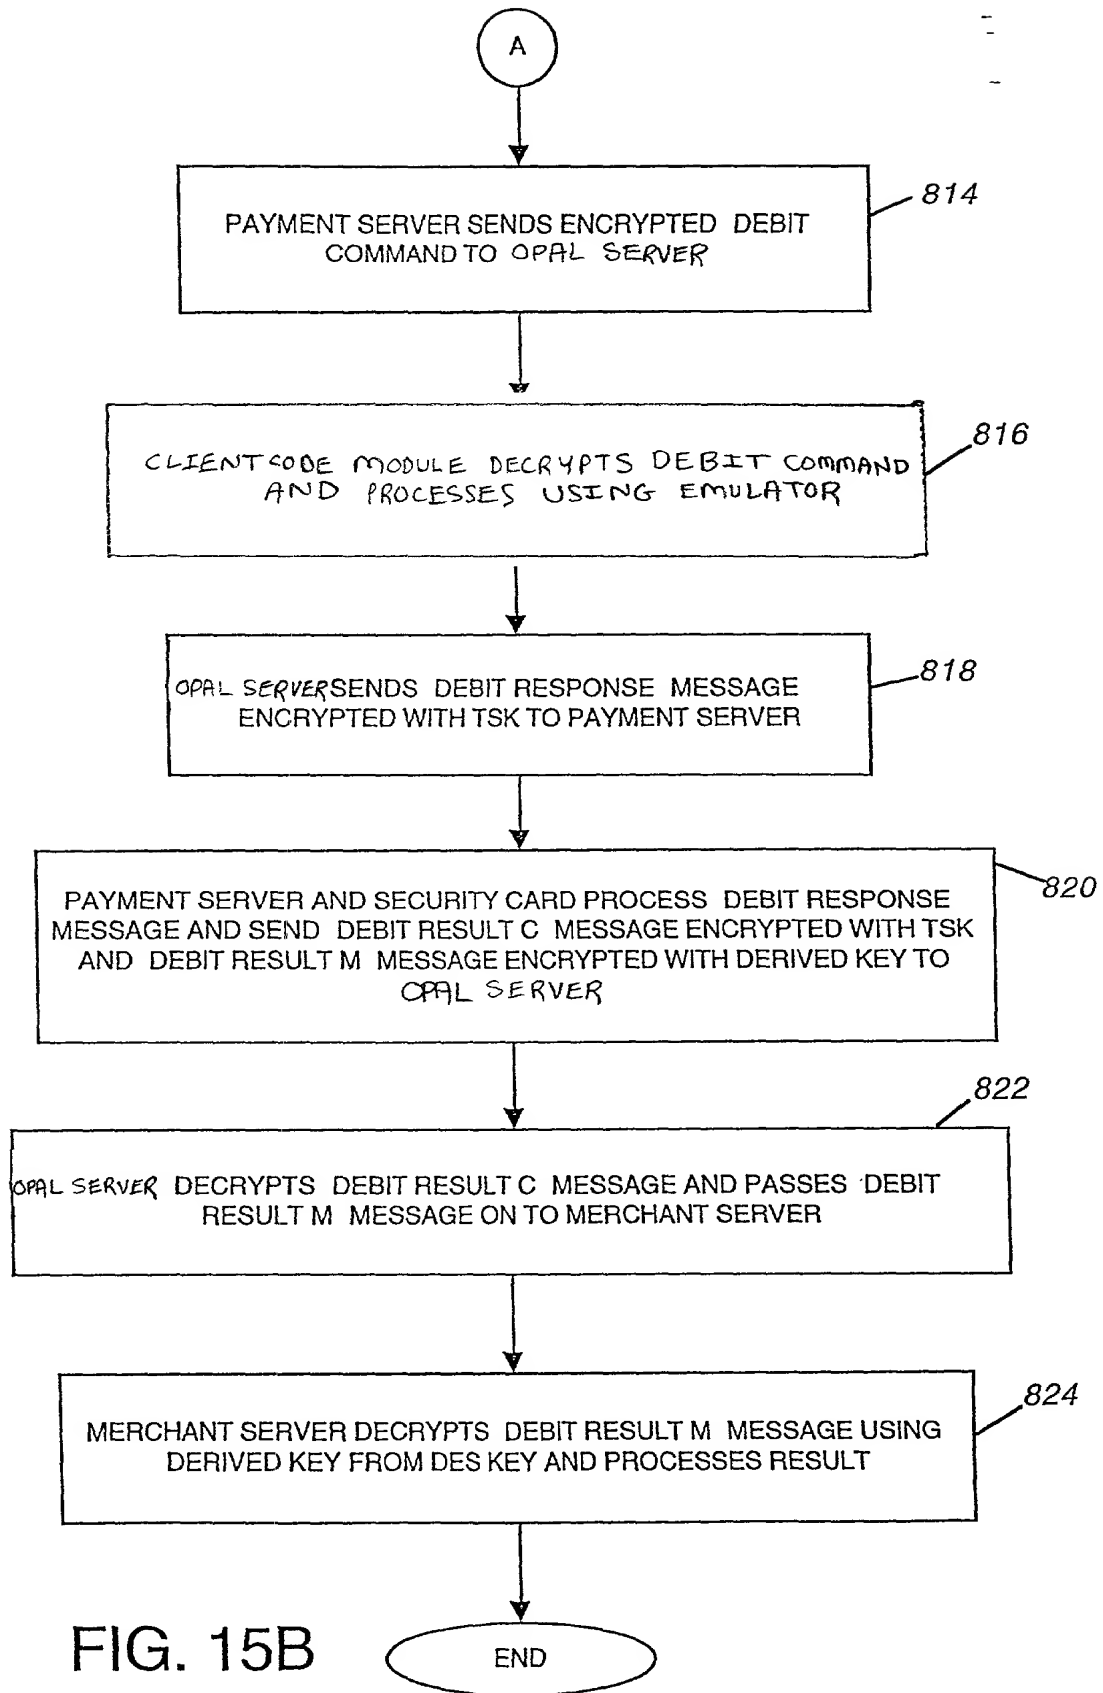 A
814
PAYMENT SERVER SENDS ENCRYPTED DEBIT
COMMAND TO OPAL SERVER
816
CLIENT CODE MODULE DECRYPTS DEBIT COMMAND
AND PROCESSES USING EMULATOR
818
OPAL SERVER SENDS DEBIT RESPONSE MESSAGE
ENCRYPTED WITH TSK TO PAYMENT SERVER
820
PAYMENT SERVER AND SECURITY CARD PROCESS DEBIT RESPONSE
MESSAGE AND SEND DEBIT RESULT C MESSAGE ENCRYPTED WITH TSK
AND DEBIT RESULT M MESSAGE ENCRYPTED WITH DERIVED KEY TO
OPAL SERVER
822
OPAL SERVER DECRYPTS DEBIT RESULT C MESSAGE AND PASSES DEBIT
RESULT M MESSAGE ON TO MERCHANT SERVER
824
MERCHANT SERVER DECRYPTS DEBIT RESULT M MESSAGE USING
DERIVED KEY FROM DES KEY AND PROCESSES RESULT
FIG. 15B
END